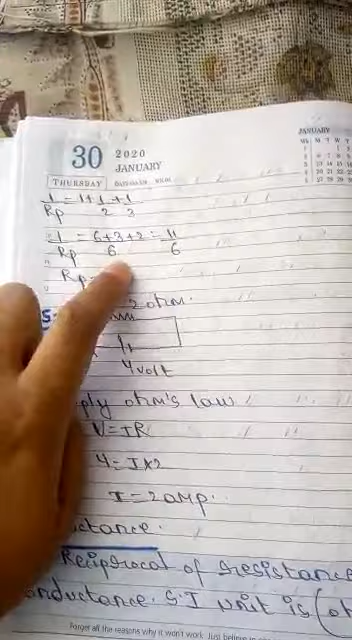 30 2020
JANUARY
JANUARY
THURSDAY
1/Rp = 1+1/2+1/3
1/Rp = 6+3+2/6 = 11/6
Rp
2 ohm.
4 volt
ply ohm's law
V = IR
4 = I×2
I = 2 amp.
uctance.
Reciprocal of resistance
onductance. S.I unit is (oh
Forget all the reasons why it won't work. Just believe in